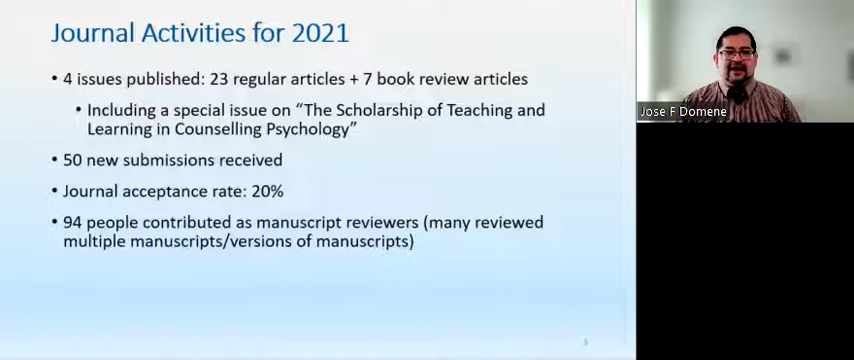 Journal Activities for 2021
• 4 issues published: 23 regular articles + 7 book review articles
• Including a special issue on “The Scholarship of Teaching and
Learning in Counselling Psychology”
• 50 new submissions received
• Journal acceptance rate: 20%
• 94 people contributed as manuscript reviewers (many reviewed
multiple manuscripts/versions of manuscripts)
3
Jose F Domene